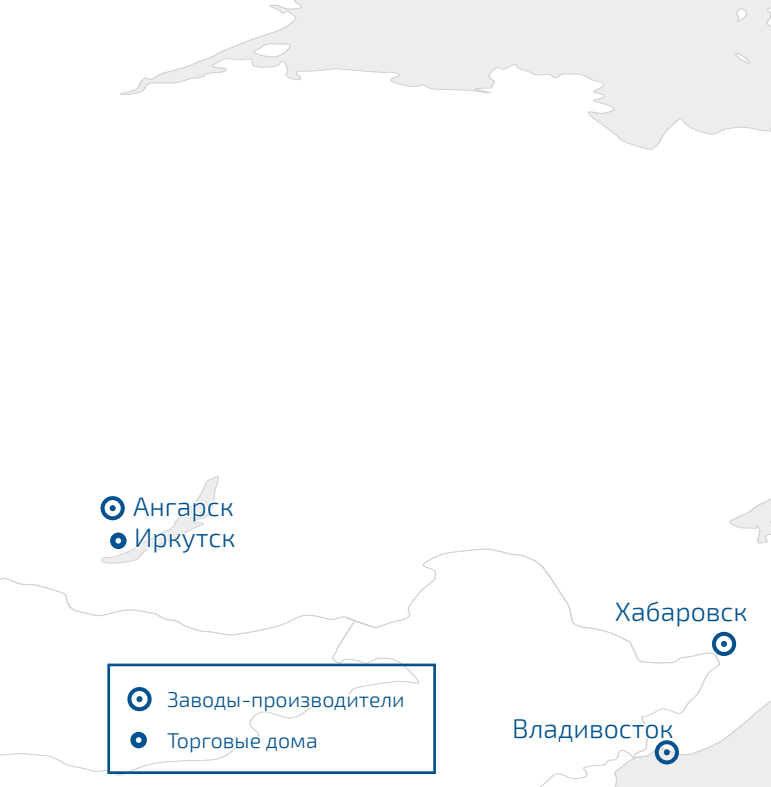 Ангарск
Иркутск
Хабаровск
Владивосток
Заводы-производители
Торговые дома